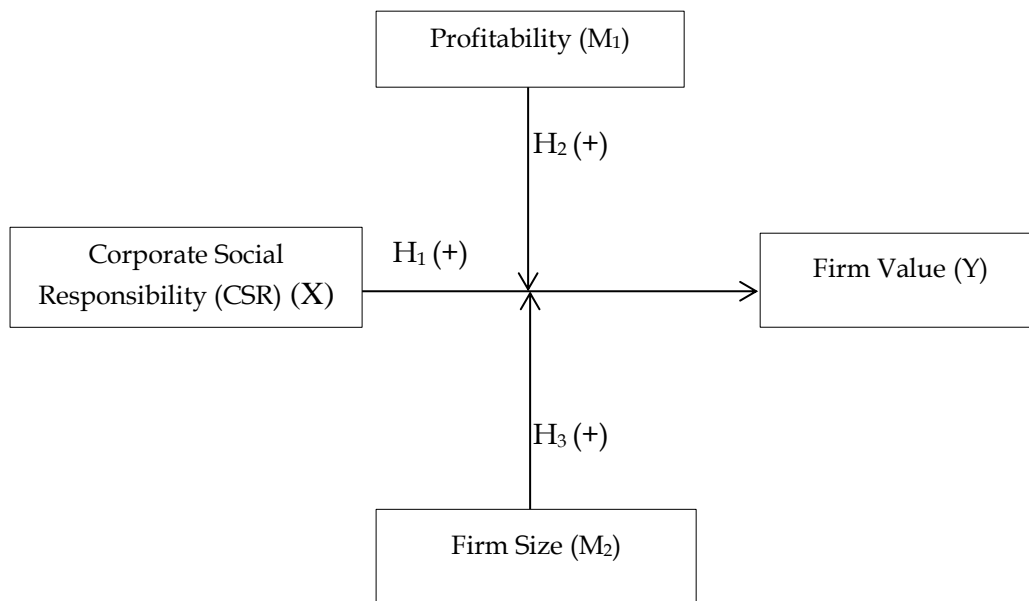 Profitability (M₁)
H₂ (+)
Corporate Social
Responsibility (CSR) (X)
H₁ (+)
Firm Value (Y)
H₃ (+)
Firm Size (M₂)